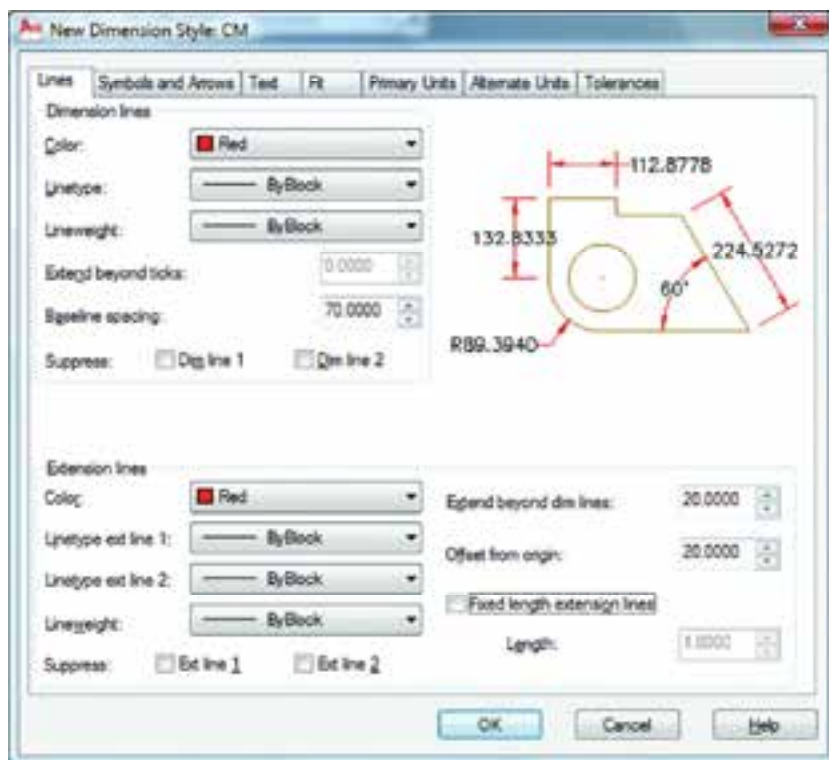 New Dimension Style: CM
Lines Symbols and Arrows Text Fit Primary Units Alternate Units Tolerances
Dimension lines
Color: Red
Linetype: ByBlock
Lineweight: ByBlock
Extend beyond ticks: 0.0000
Baseline spacing: 70.0000
Suppress: Dim line 1 Dim line 2
112.8778
132.8333
224.5272
60°
R89.3940
Extension lines
Color: Red
Linetype ext line 1: ByBlock
Linetype ext line 2: ByBlock
Lineweight: ByBlock
Suppress: Ext line 1 Ext line 2
Extend beyond dim lines: 20.0000
Offset from origin: 20.0000
Fixed length extension lines
Length: 1.0000
OK Cancel Help